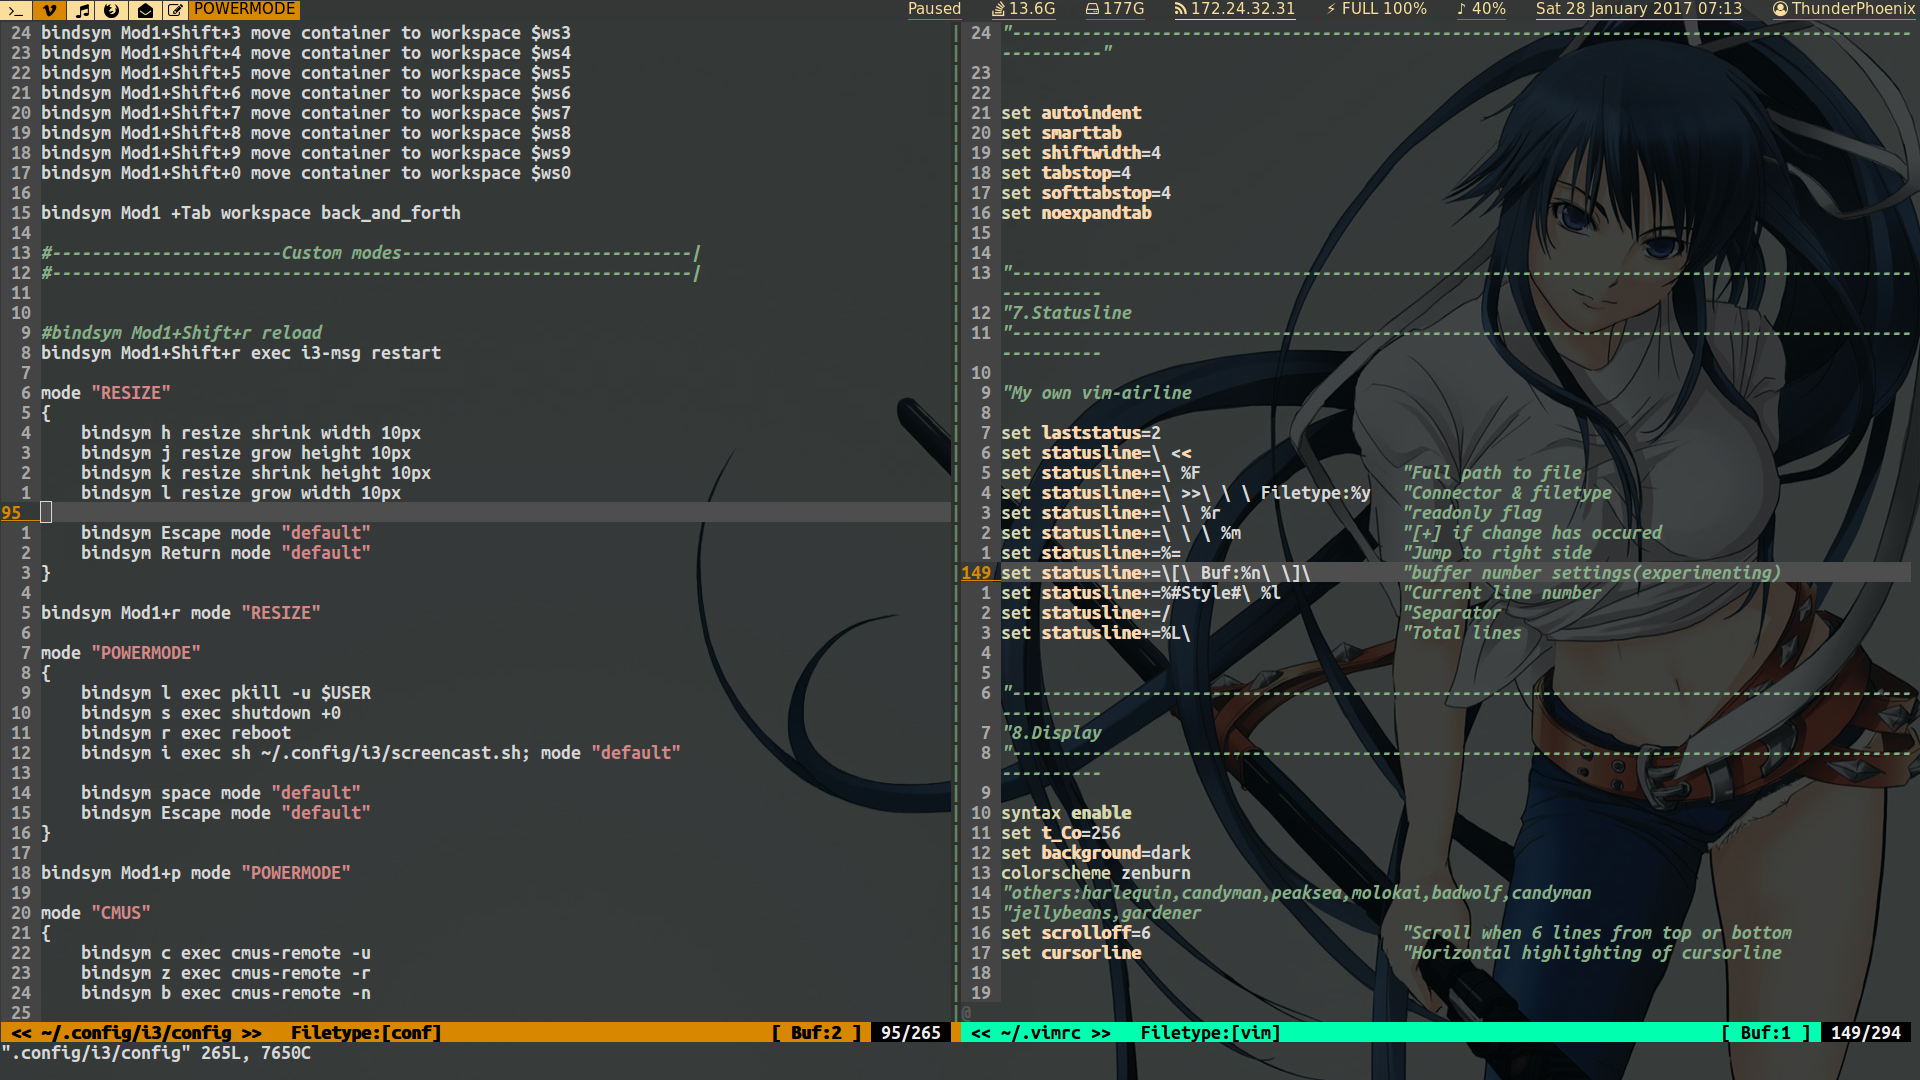 POWERMODE
Paused 13.6G 177G 172.24.32.31 ⚡ FULL 100% ♪ 40% Sat 28 January 2017 07:13 ThunderPhoenix
24 bindsym Mod1+Shift+3 move container to workspace $ws3
23 bindsym Mod1+Shift+4 move container to workspace $ws4
22 bindsym Mod1+Shift+5 move container to workspace $ws5
21 bindsym Mod1+Shift+6 move container to workspace $ws6
20 bindsym Mod1+Shift+7 move container to workspace $ws7
19 bindsym Mod1+Shift+8 move container to workspace $ws8
18 bindsym Mod1+Shift+9 move container to workspace $ws9
17 bindsym Mod1+Shift+0 move container to workspace $ws0
16
15 bindsym Mod1 +Tab workspace back_and_forth
14
13 #-----------------------Custom modes-----------------------------|
12 #----------------------------------------------------------------|
11
10
9 #bindsym Mod1+Shift+r reload
8 bindsym Mod1+Shift+r exec i3-msg restart
7
6 mode "RESIZE"
5 {
4     bindsym h resize shrink width 10px
3     bindsym j resize grow height 10px
2     bindsym k resize shrink height 10px
1     bindsym l resize grow width 10px
95
1     bindsym Escape mode "default"
2     bindsym Return mode "default"
3 }
4
5 bindsym Mod1+r mode "RESIZE"
6
7 mode "POWERMODE"
8 {
9     bindsym l exec pkill -u $USER
10     bindsym s exec shutdown +0
11     bindsym r exec reboot
12     bindsym i exec sh ~/.config/i3/screencast.sh; mode "default"
13
14     bindsym space mode "default"
15     bindsym Escape mode "default"
16 }
17
18 bindsym Mod1+p mode "POWERMODE"
19
20 mode "CMUS"
21 {
22     bindsym c exec cmus-remote -u
23     bindsym z exec cmus-remote -r
24     bindsym b exec cmus-remote -n
25
<< ~/.config/i3/config >>   Filetype:[conf] [ Buf:2 ] 95/265
".config/i3/config" 265L, 7650C
24 "------------------------------------------------------------------------------------------
----------"
23
22
21 set autoindent
20 set smarttab
19 set shiftwidth=4
18 set tabstop=4
17 set softtabstop=4
16 set noexpandtab
15
14
13 "------------------------------------------------------------------------------------------
----------
12 "7.Statusline
11 "------------------------------------------------------------------------------------------
----------
10
9 "My own vim-airline
8
7 set laststatus=2
6 set statusline=\ <<
5 set statusline+=\ %F "Full path to file
4 set statusline+=\ >>\ \ \ Filetype:%y "Connector & filetype
3 set statusline+=\ \ %r "readonly flag
2 set statusline+=\ \ \ %m "[+] if change has occured
1 set statusline+=%= "Jump to right side
149 set statusline+=\[\ Buf:%n\ \]\ "buffer number settings(experimenting)
1 set statusline+=%#Style#\ %l "Current line number
2 set statusline+=/ "Separator
3 set statusline+=%L\ "Total lines
4
5
6 "------------------------------------------------------------------------------------------
----------
7 "8.Display
8 "------------------------------------------------------------------------------------------
----------
9
10 syntax enable
11 set t_Co=256
12 set background=dark
13 colorscheme zenburn
14 "others:harlequin,candyman,peaksea,molokai,badwolf,candyman
15 "jellybeans,gardener
16 set scrolloff=6 "Scroll when 6 lines from top or bottom
17 set cursorline "Horizontal highlighting of cursorline
18
19
@
<< ~/.vimrc >>   Filetype:[vim] [ Buf:1 ] 149/294